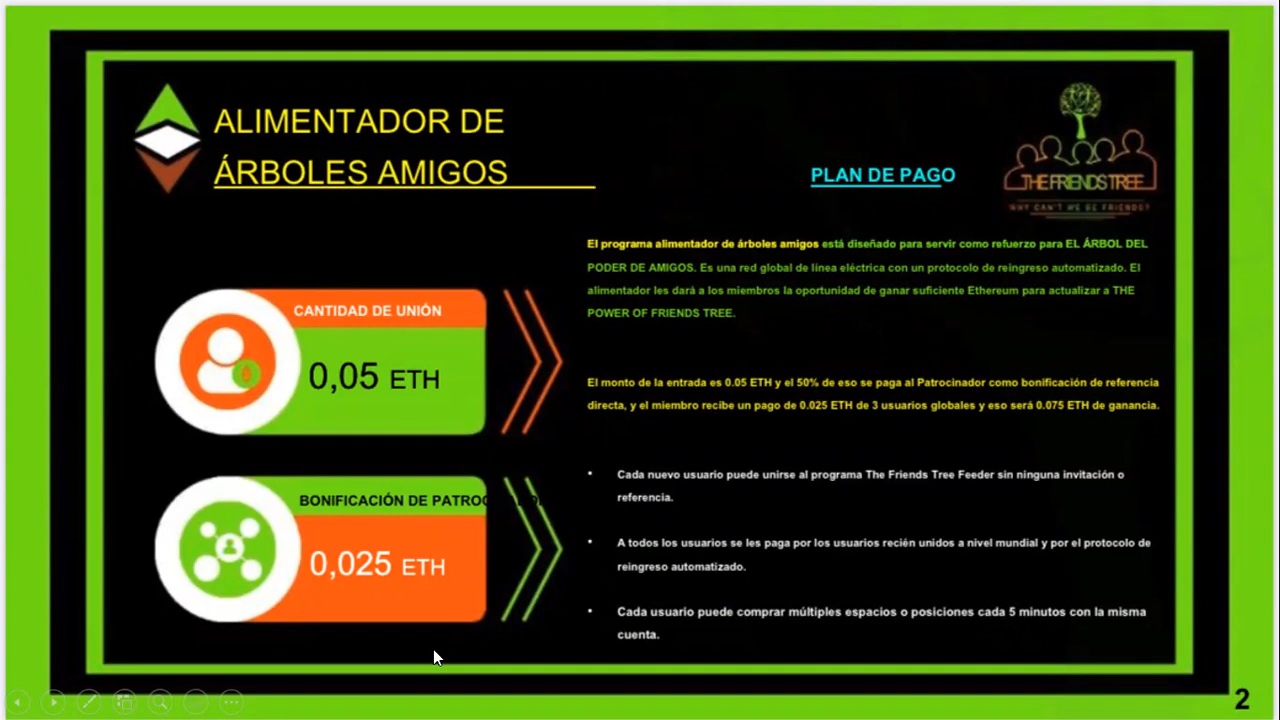 ALIMENTADOR DE
ÁRBOLES AMIGOS
PLAN DE PAGO
THE FRIENDS TREE
WHY CAN'T WE BE FRIENDS?
El programa alimentador de árboles amigos está diseñado para servir como refuerzo para EL ÁRBOL DEL
PODER DE AMIGOS. Es una red global de línea eléctrica con un protocolo de reingreso automatizado. El
alimentador les dará a los miembros la oportunidad de ganar suficiente Ethereum para actualizar a THE
POWER OF FRIENDS TREE.
CANTIDAD DE UNIÓN
0,05 ETH
El monto de la entrada es 0.05 ETH y el 50% de eso se paga al Patrocinador como bonificación de referencia
directa, y el miembro recibe un pago de 0.025 ETH de 3 usuarios globales y eso será 0.075 ETH de ganancia.
BONIFICACIÓN DE
0,025 ETH
• Cada nuevo usuario puede unirse al programa The Friends Tree Feeder sin ninguna invitación o
referencia.
• A todos los usuarios se les paga por los usuarios recién unidos a nivel mundial y por el protocolo de
reingreso automatizado.
• Cada usuario puede comprar múltiples espacios o posiciones cada 5 minutos con la misma
cuenta.
2